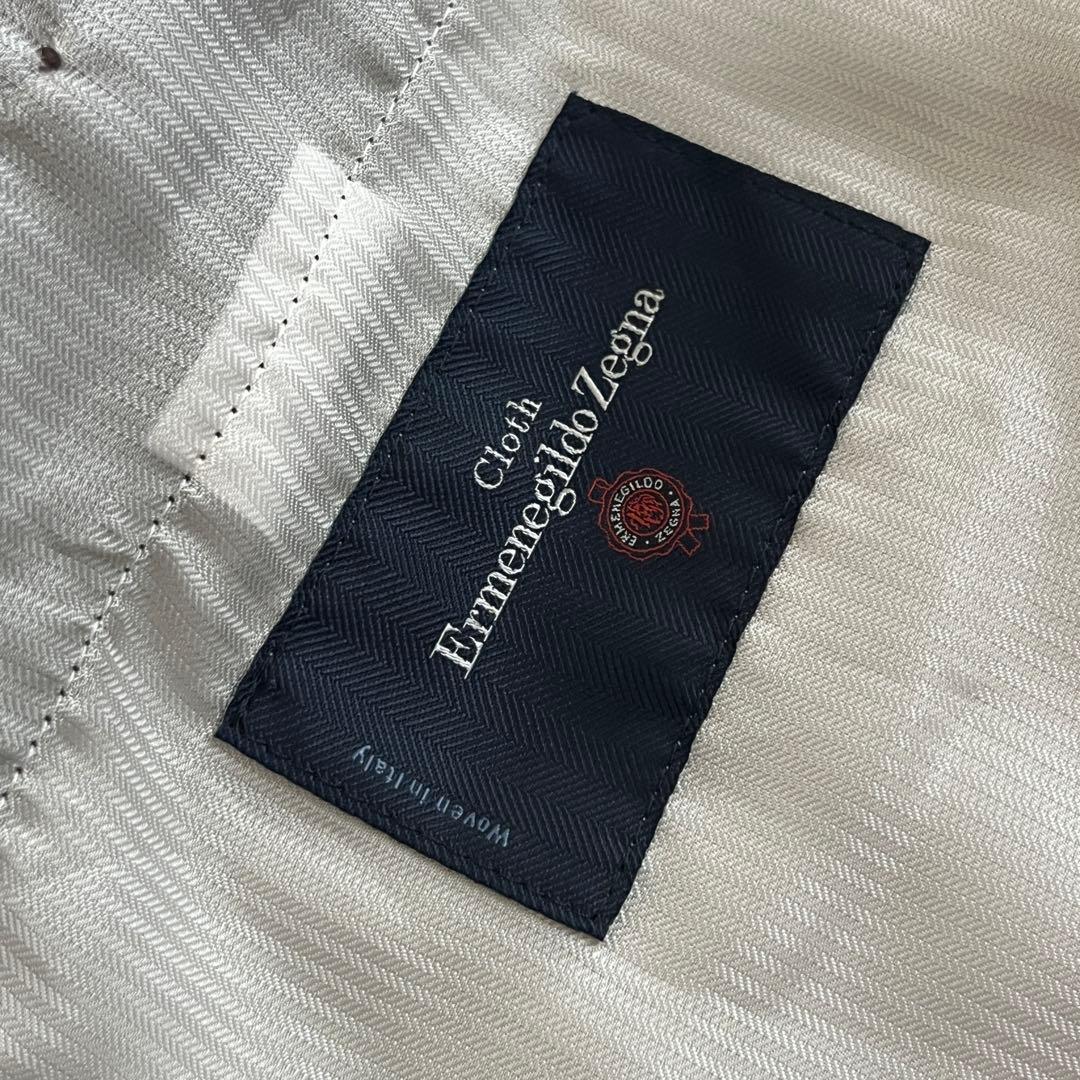 Cloth
Ermenegildo Zegna
ERMENEGILDO
· ZEGNA ·
Woven in Italy